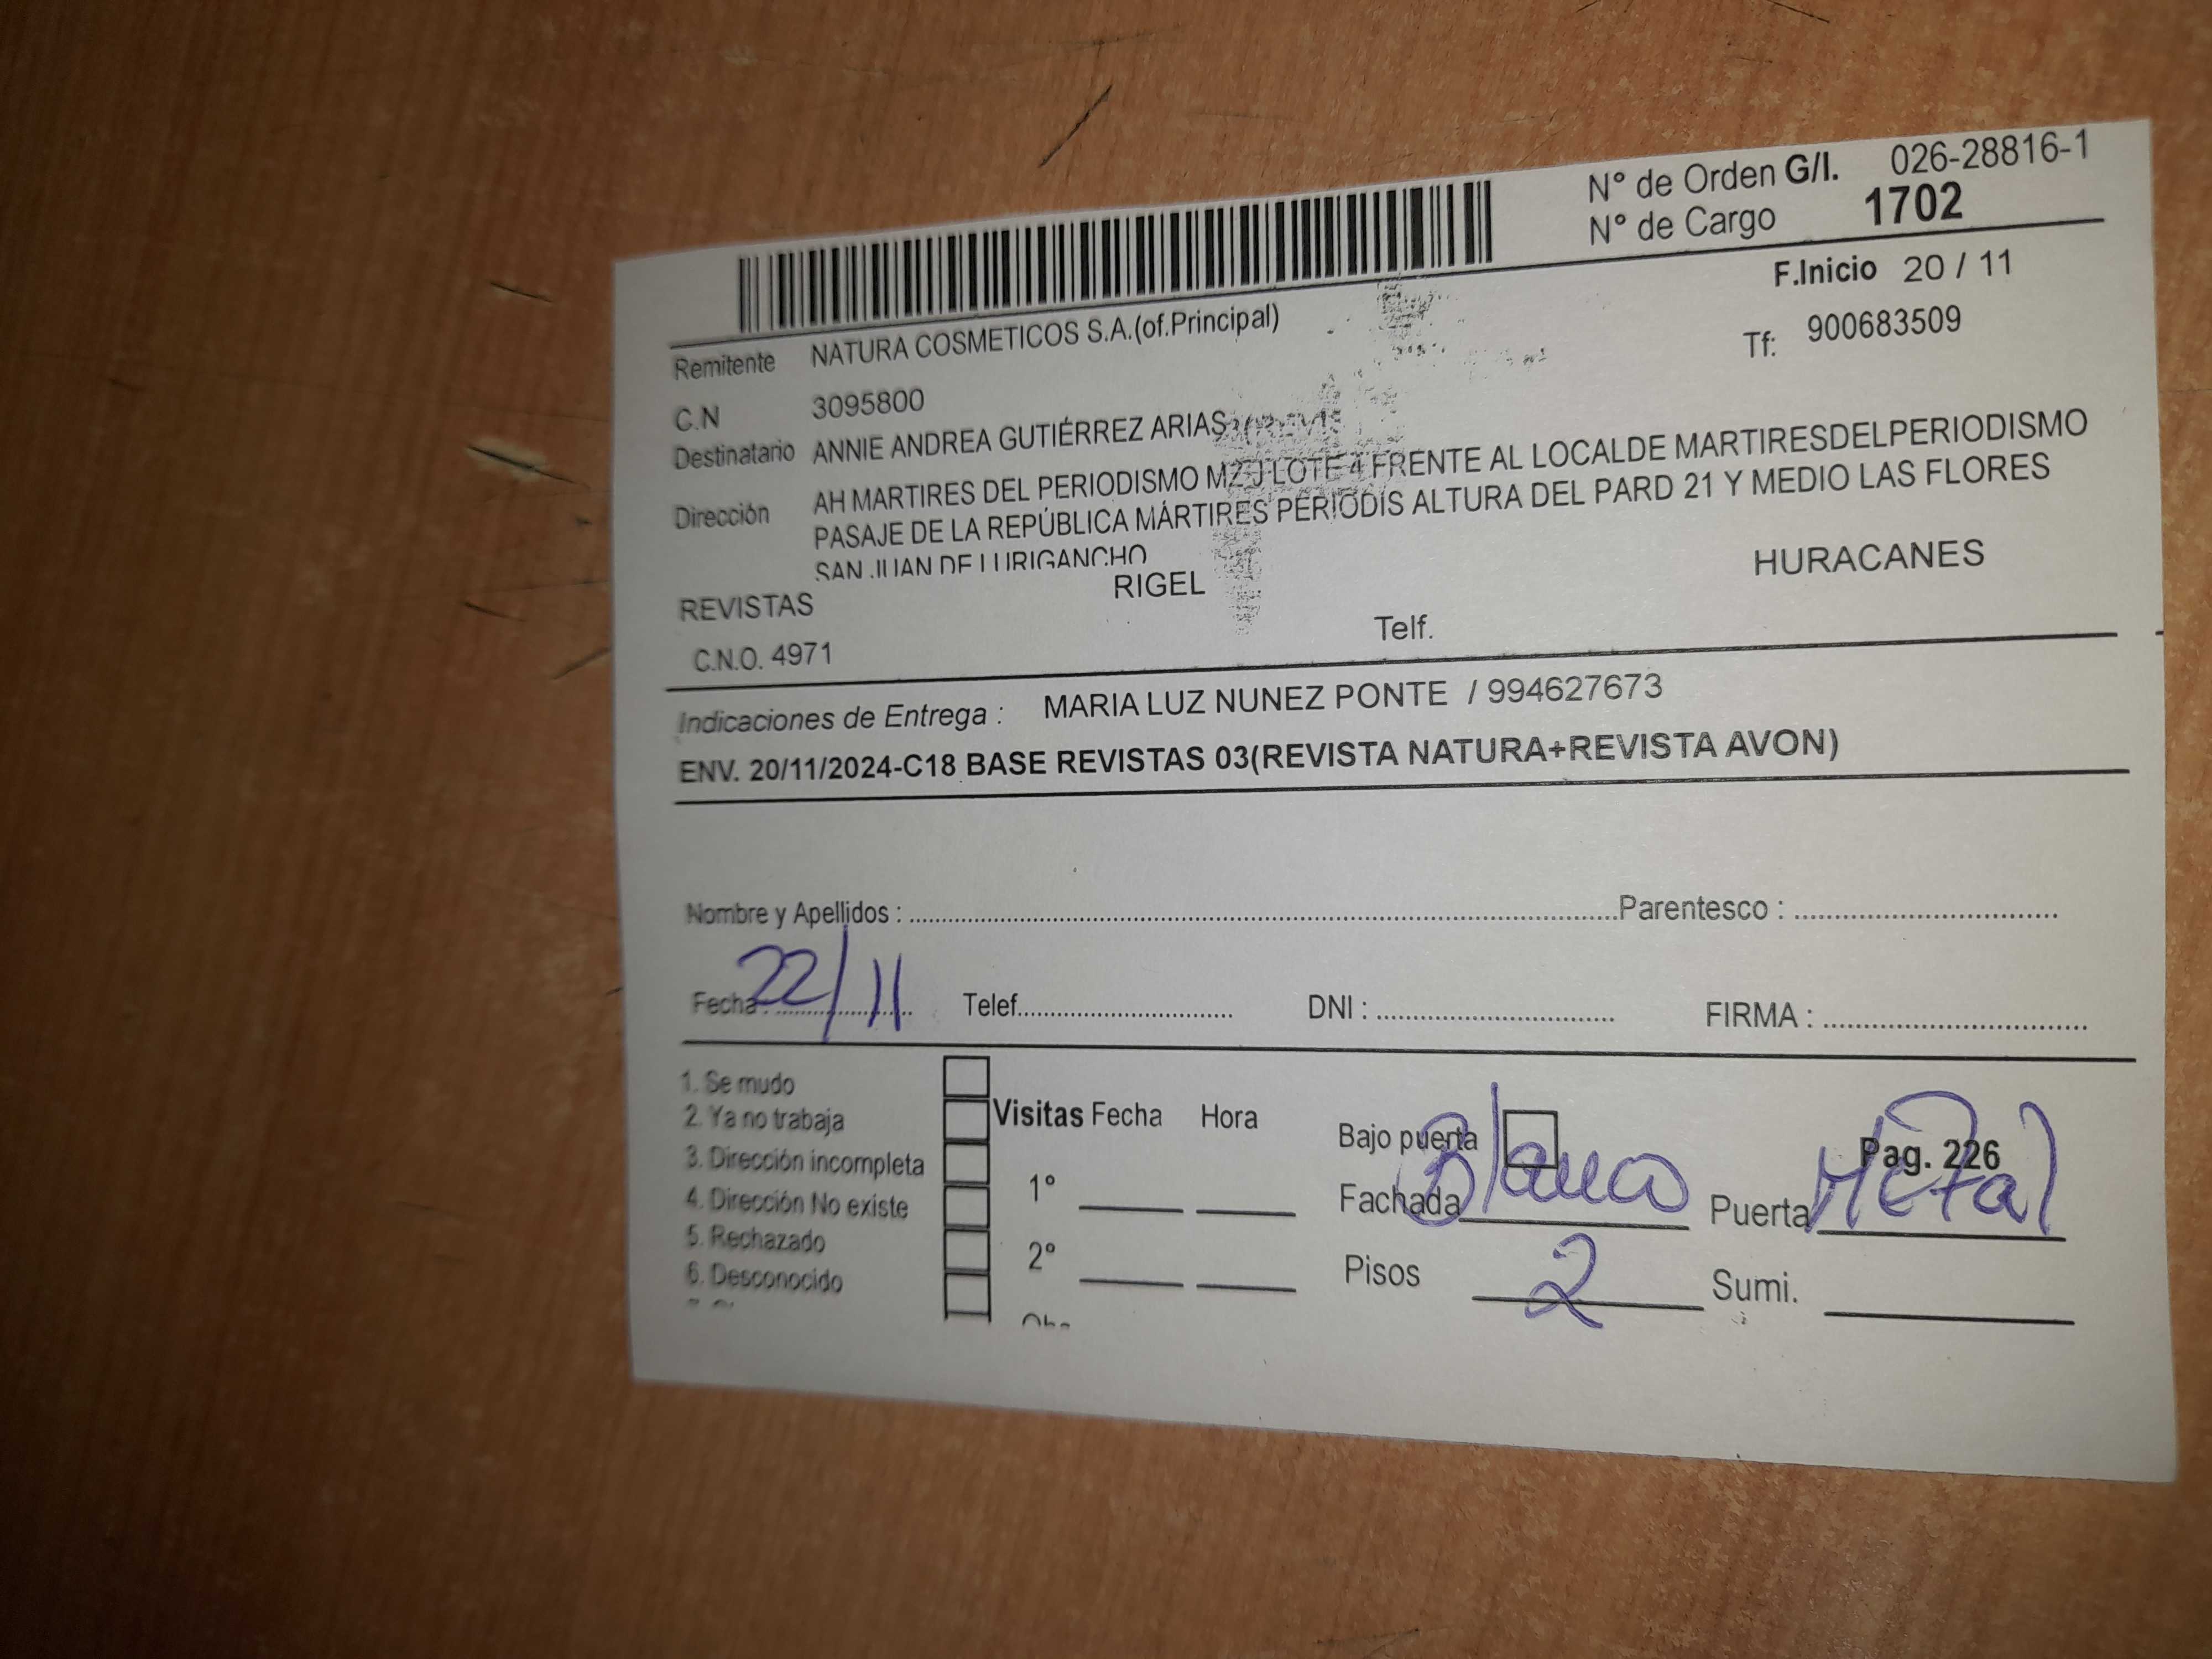 N° de Orden G/I. 026-28816-1
N° de Cargo 1702
F.Inicio 20 / 11
Remitente NATURA COSMETICOS S.A.(of.Principal)
Tf: 900683509
C.N 3095800
Destinatario ANNIE ANDREA GUTIÉRREZ ARIAS
Dirección AH MARTIRES DEL PERIODISMO MZ J LOTE 4 FRENTE AL LOCALDE MARTIRESDELPERIODISMO
PASAJE DE LA REPÚBLICA MÁRTIRES PERIODIS ALTURA DEL PARD 21 Y MEDIO LAS FLORES
SAN JUAN DE LURIGANCHO
REVISTAS RIGEL HURACANES
C.N.O. 4971 Telf.
Indicaciones de Entrega : MARIA LUZ NUNEZ PONTE / 994627673
ENV. 20/11/2024-C18 BASE REVISTAS 03(REVISTA NATURA+REVISTA AVON)
Nombre y Apellidos : Parentesco :
Fecha : 22/11 Telef. DNI : FIRMA :
1. Se mudo
2. Ya no trabaja
3. Dirección incompleta
4. Dirección No existe
5. Rechazado
6. Desconocido
Visitas Fecha Hora
1°
2°
Bajo puerta Pag. 226
Fachada Blanco Puerta Metal
Pisos 2 Sumi.